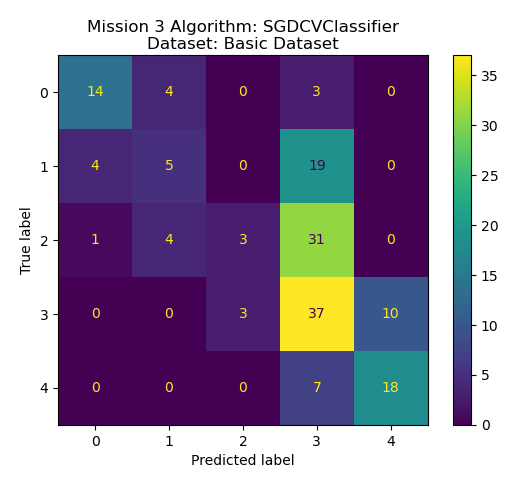 Mission 3 Algorithm: SGDCVClassifier
Dataset: Basic Dataset
0 14 4 0 3 0
1 4 5 0 19 0
2 1 4 3 31 0
3 0 0 3 37 10
4 0 0 0 7 18
0 1 2 3 4
True label
Predicted label
35
30
25
20
15
10
5
0